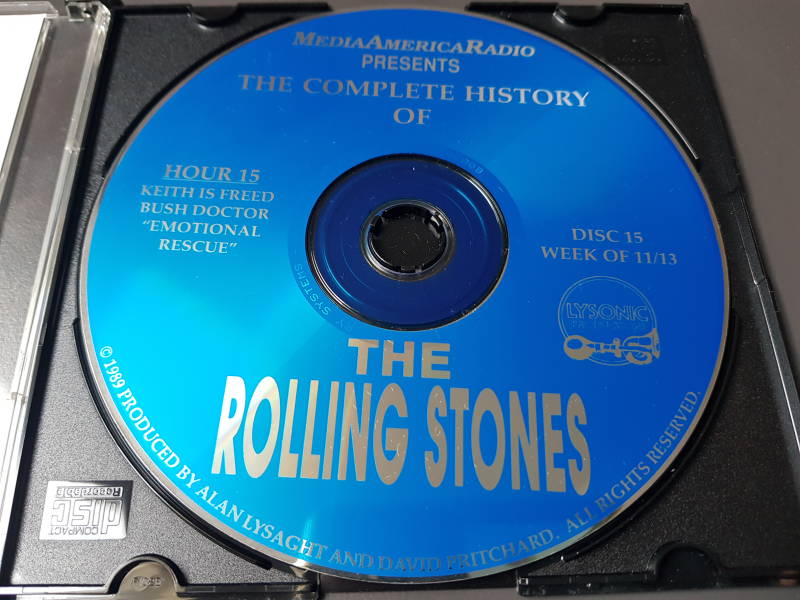 MEDIAAMERICARADIO
PRESENTS
THE COMPLETE HISTORY
OF
HOUR 15
KEITH IS FREED
BUSH DOCTOR
“EMOTIONAL
RESCUE”
DISC 15
WEEK OF 11/13
LYSONIC
THE
ROLLING STONES
© 1989 PRODUCED BY ALAN LYSAGHT AND DAVID PRITCHARD. ALL RIGHTS RESERVED.
COMPACT
disc
Recordable